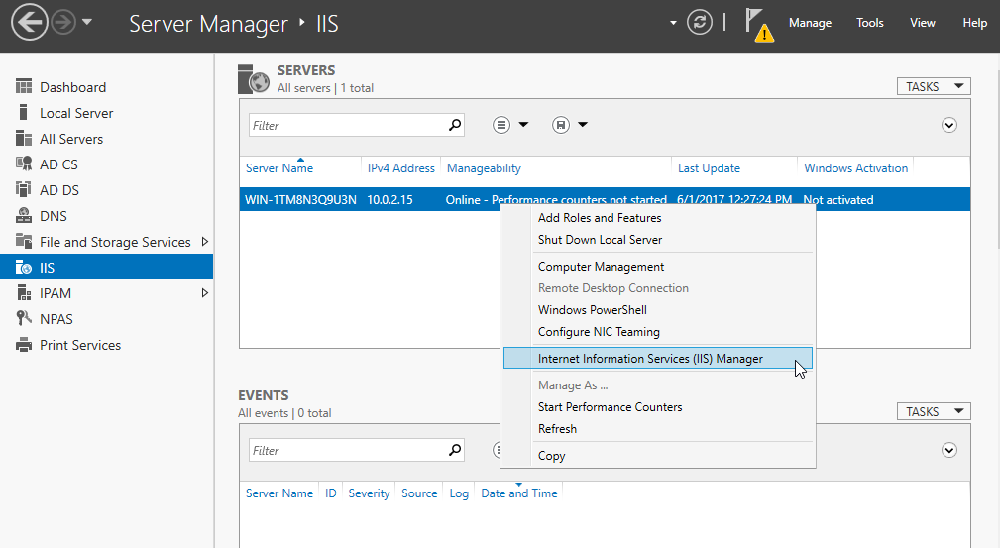 Server Manager ‣ IIS
Manage Tools View Help
Dashboard
Local Server
All Servers
AD CS
AD DS
DNS
File and Storage Services
IIS
IPAM
NPAS
Print Services
SERVERS
All servers | 1 total
TASKS
Filter
Server Name IPv4 Address Manageability Last Update Windows Activation
WIN-1TM8N3Q9U3N 10.0.2.15 Online - Performance counters not started 6/1/2017 12:27:24 PM Not activated
Add Roles and Features
Shut Down Local Server
Computer Management
Remote Desktop Connection
Windows PowerShell
Configure NIC Teaming
Internet Information Services (IIS) Manager
Manage As ...
Start Performance Counters
Refresh
Copy
EVENTS
All events | 0 total
TASKS
Filter
Server Name ID Severity Source Log Date and Time